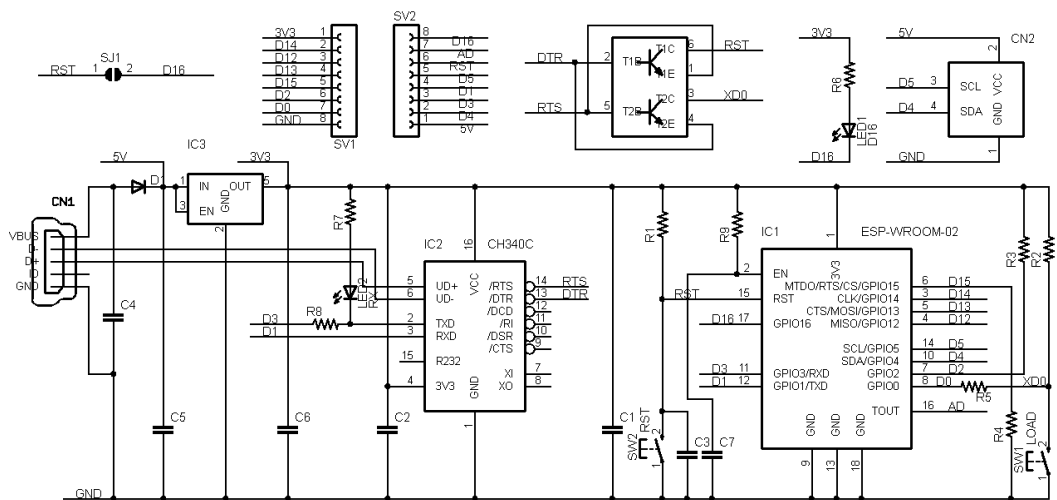 SJ1
RST 1 2 D16
SV1
3V3 1
D14 2
D12 3
D13 4
D15 5
D2 6
D0 7
GND 8
SV2
8 D16
7 AD
6 RST
5 D5
4 D1
3 D3
2 D4
1 5V
DTR 2 T1B T1C 6 RST
T1E 1
T2C 3 XD0
RTS 5 T2B T2E 4
3V3
R6
LED1
D16
D16
5V
CN2
2
D5 3 SCL VCC
D4 4 SDA GND
1
GND
CN1
VBUS
D-
D+
ID
GND
5V
D1
C4
C5
IC3
1 IN OUT 5
3 EN GND
2
3V3
C6
R7
LED2
RX
R8
D3
D1
C2
IC2 CH340C
16
VCC
5 UD+ /RTS 14 RTS
6 UD- /DTR 13 DTR
/DCD 12
2 TXD /RI 11
3 RXD /DSR 10
/CTS 9
15 R232
XI 7
4 3V3 GND XO 8
1
C1
R1
R9
RST
SW2
RST
2
1
C3
C7
IC1 ESP-WROOM-02
1
3V3
2 EN
15 RST
D16 17 GPIO16
D3 11 GPIO3/RXD
D1 12 GPIO1/TXD
MTDO/RTS/CS/GPIO15 6 D15
CLK/GPIO14 3 D14
CTS/MOSI/GPIO13 5 D13
MISO/GPIO12 4 D12
SCL/GPIO5 14 D5
SDA/GPIO4 10 D4
GPIO2 7 D2
GPIO0 8 D0 R5 XD0
TOUT 16 AD
GND GND GND
9 13 18
R3
R2
R4
SW1
LOAD
2
1
GND